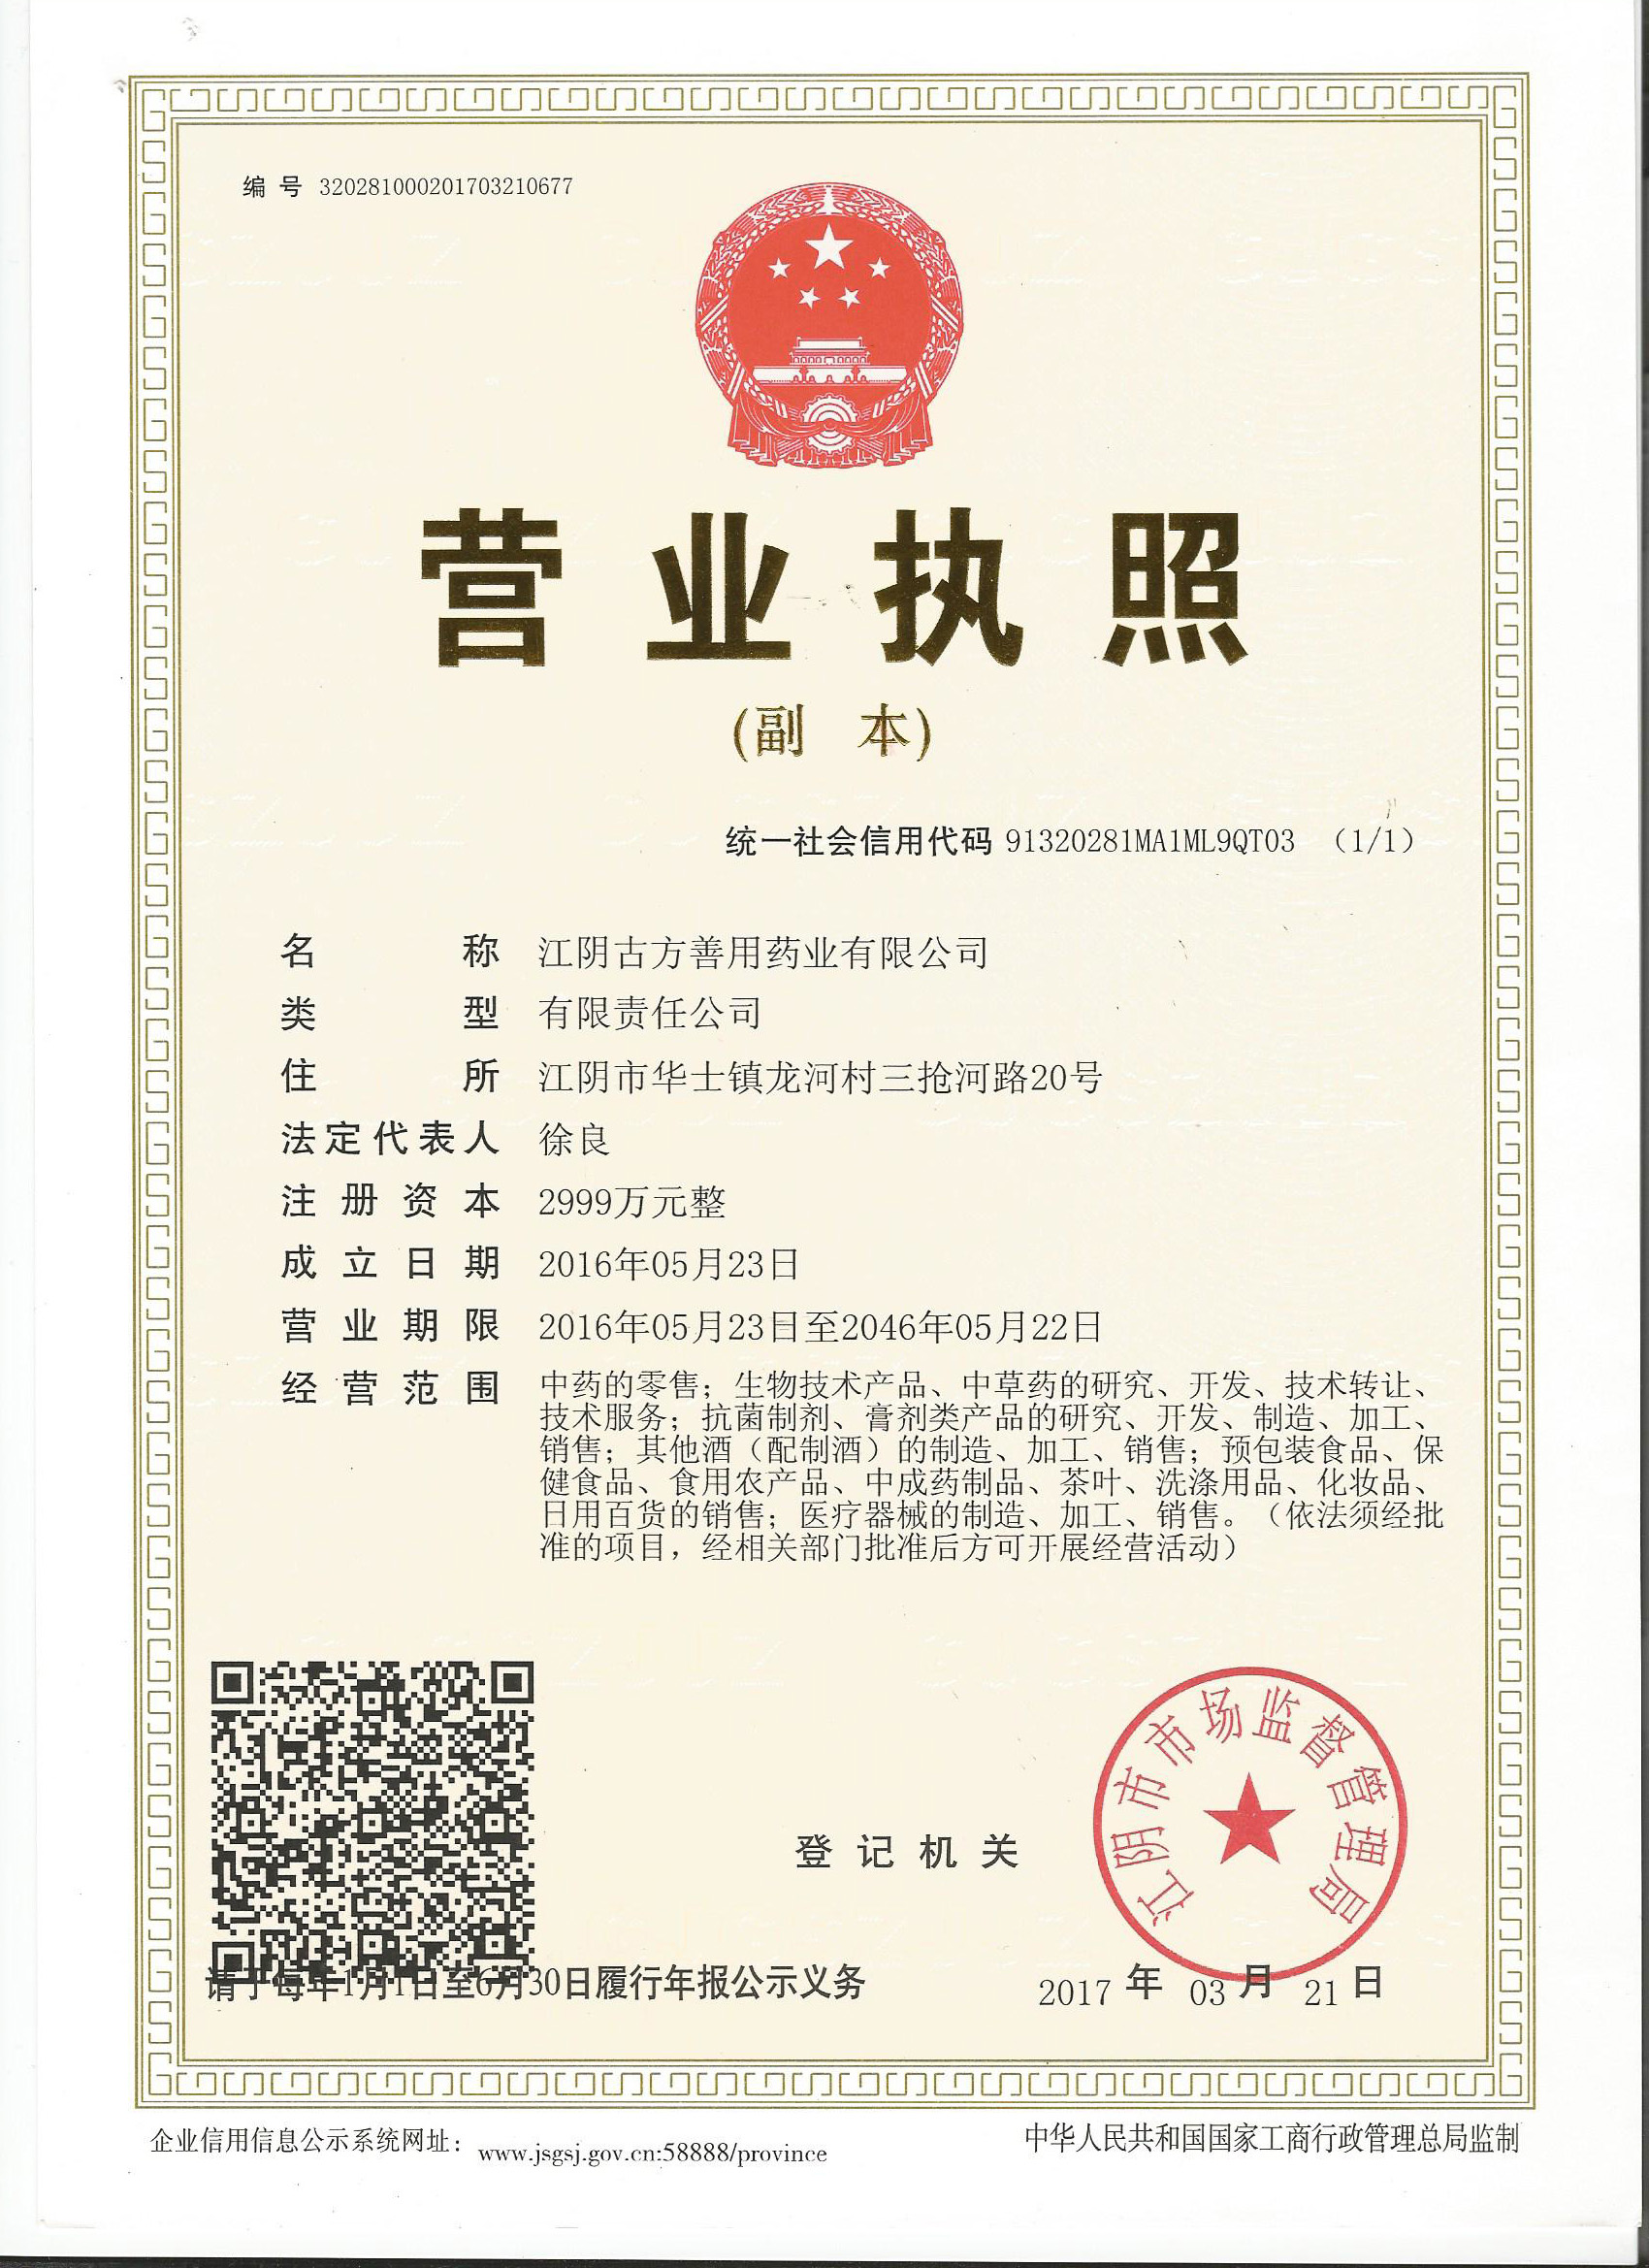 编 号 320281000201703210677
营业执照
(副 本)
统一社会信用代码 91320281MA1ML9QT03 （1/1）
名 称 江阴古方善用药业有限公司
类 型 有限责任公司
住 所 江阴市华士镇龙河村三抢河路20号
法定代表人 徐良
注册资本 2999万元整
成立日期 2016年05月23日
营业期限 2016年05月23日至2046年05月22日
经营范围 中药的零售；生物技术产品、中草药的研究、开发、技术转让、
技术服务；抗菌制剂、膏剂类产品的研究、开发、制造、加工、
销售；其他酒（配制酒）的制造、加工、销售；预包装食品、保
健食品、食用农产品、中成药制品、茶叶、洗涤用品、化妆品、
日用百货的销售；医疗器械的制造、加工、销售。（依法须经批
准的项目，经相关部门批准后方可开展经营活动）
江阴市市场监督管理局
登记机关
请于每年1月1日至6月30日履行年报公示义务
2017 年 03 月 21 日
企业信用信息公示系统网址： www.jsgsj.gov.cn:58888/province
中华人民共和国国家工商行政管理总局监制